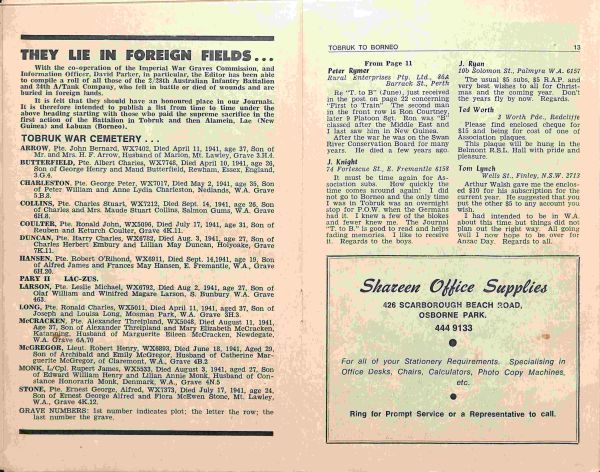 THEY LIE IN FOREIGN FIELDS . . .
With the co-operation of the Imperial War Graves Commission, and
Information Officer, David Parker, in particular, the Editor has been able
to compile a roll of all those of the 2/28th Australian Infantry Battalion
and 24th A/Tank Company, who fell in battle or died of wounds and are
buried in foreign lands.
It is felt that they should have an honoured place in our Journals.
It is therefore intended to publish a list from time to time under the
above heading starting with those who paid the supreme sacrifice in the
first action of the Battalion in Tobruk and then Alamein, Lae (New
Guinea) and Labuan (Borneo).
TOBRUK WAR CEMETERY . . .
ARROW, Pte. John Bernard, WX7402, Died April 11, 1941, age 37, Son of
Mr. and Mrs. H. F. Arrow, Husband of Marion, Mt. Lawley, Grave 3.H.4.
BUTTERFIELD, Pte. Albert Charles, WX7746, Died April 10, 1941, age 26,
Son of George Henry and Maud Butterfield, Rewham, Essex, England,
3.G.4.
CHARLESTON, Pte. George Peter, WX7017, Died May 2, 1941, age 35, Son of
Peter William and Anne Lydia Charleston, Nedlands, W.A., Grave
5.B.3.
COLLINS, Pte. Charles Stuart, WX7212, Died Sept. 14, 1941, age 26, Son
of Charles and Mrs. Maude Stuart Collins, Salmon Gums, W.A. Grave
6H.8.
COULTER, Pte. Ronald John, WX5096, Died July 17, 1941, age 31, Son of
Reuben and Keturch Coulter, Grave 4K.11.
DUNCAN, Pte. Harry Charles, WX6782, Died Aug. 3, 1941, age 27, Son of
Charles Herbert Embury and Lillian May Duncan, Holyoake, Grave
7K.11.
HANSEN, Pte. Robert O'Rihond, WX6911, Died Sept. 14, 1941, age 19, Son
of Alfred James and Frances May Hansen, E. Fremantle, W.A., Grave
6H.20.
PARY II LAC-ZUS.
LARSON, Pte. Leslie Michael, WX6792, Died Aug 2, 1941, age 27, Son of
Olaf William and Winifred Magare Larson, S. Bunbury W.A. Grave
463.
LONG, Pte. Ronald Charles, WX5011, Died April 11, 1941, aged 37, Son of
Joseph and Louisa Long, Mosman Park, W.A. Grave 3H.3.
McCRACKEN, Pte. Alexander Threipland, WX5048, Died August 11, 1941,
Age 37, Son of Alexander Threipland and Mary Elizabeth McCracken,
Katanning, Husband of Marguerite Eileen McCracken, Newdegate,
W.A. Grave 6A.70
McGREGOR, Lieut. Robert Henry, WX6893, Died June 18, 1941, Aged 29,
Son of Archibald and Emily McGregor, Husband of Catherine Mar-
guerite McGregor, of Claremont, W.A., Grave 4B.2
MONK, L/Cpl. Rupert James, WX5533, Died August 3, 1941, aged 27, Son
of Edward William Henry and Lilian Annie Monk, Husband of Con-
stance Honoraria Monk, Denmark, W.A., Grave 4N.5
STONE, Pte. Ernest George, Alfred, WX7373, Died July 17, 1941, age 24,
Son of Ernest George Alfred and Flora McEwen Stone, Mt. Lawley,
W.A., Grave 4K.12.
GRAVE NUMBERS: 1st number indicates plot; the letter the row; the
last number the grave.
TOBRUK TO BORNEO 13
From Page 11
Peter Rymer
Rural Enterprises Pty. Ltd., 86A
Barrack St., Perth
Re "T. to B" (June), just received
in the post on page 22 concerning
"First to Train" The second man
in the front row is Ron Courtney,
later 9 Platoon Sgt. Ron was "B"
classed after the Middle East and
I last saw him in New Guinea.
After the war he was on the Swan
River Conservation Board for many
years. He died a few years ago.
J. Knight
74 Forlescue St., E. Fremantle 6158
It must be time again for As-
sociation subs. How quickly the
time comes around again! I did
not go to Borneo and the only time
I was in Tobruk was an overnight
stop for P.O.W. when the Germans
had it. I knew a few of the blokes
and fewer knew me. The Journal
"T. to B." is good to read and helps
fading memories. I like to receive
it. Regards to the boys.
J. Ryan
10b Solomon St., Palmyra W.A. 6157
The usual $5 subs, $5 R.A.P. and
very best wishes to all for Christ-
mas and the coming year. Don't
the years fly by now. Regards.
Ted Worth
3 Worth Pde., Redcliffe
Please find enclosed cheque for
$15 and being for cost of one of
Association plaques.
This plaque will be hung in the
Belmont R.S.L. Hall with pride and
pleasure.
Tom Lynch
Wells St., Finley, N.S.W. 2713
Arthur Walsh gave me the enclos-
ed $10 for his subscription for the
current year. He suggested that you
put the other $5 to any account you
wish.
I had intended to be in W.A.
about this time but things did not
plan out the right way. All going
well I now hope to be over for
Anzac Day. Regards to all.
Shareen Office Supplies
426 SCARBOROUGH BEACH ROAD,
OSBORNE PARK.
444 9133
For all of your Stationery Requirements. Specialising in
Office Desks, Chairs, Calculators, Photo Copy Machines,
etc.
Ring for Prompt Service or a Representative to call.